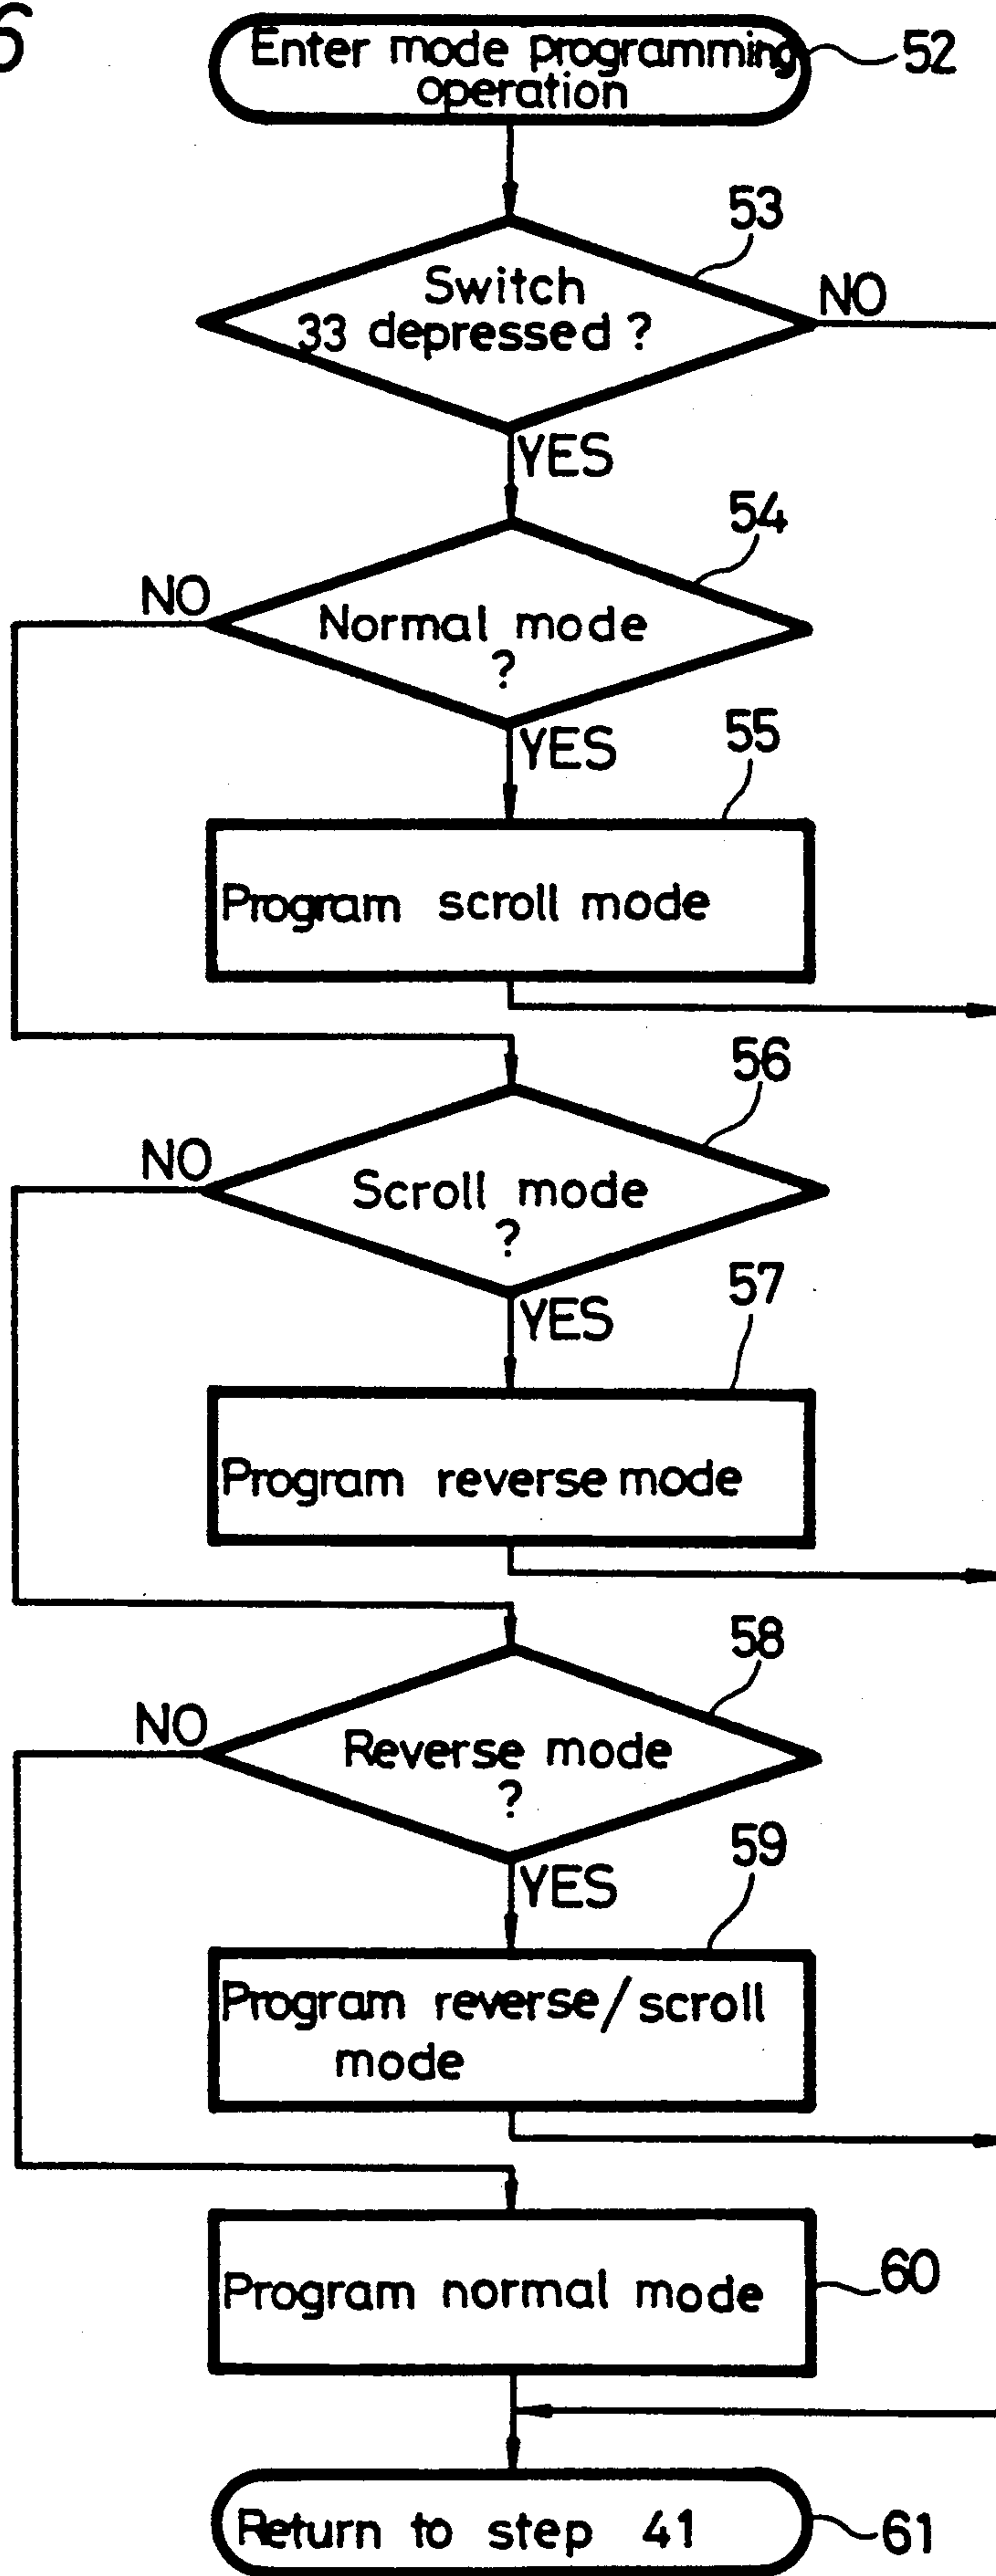 6
Enter mode programming
operation
52
53
Switch
33 depressed ?
NO
YES
54
NO
Normal mode
?
YES
55
Program scroll mode
56
NO
Scroll mode
?
YES
57
Program reverse mode
58
NO
Reverse mode
?
YES
59
Program reverse/scroll
mode
Program normal mode
60
Return to step 41
61